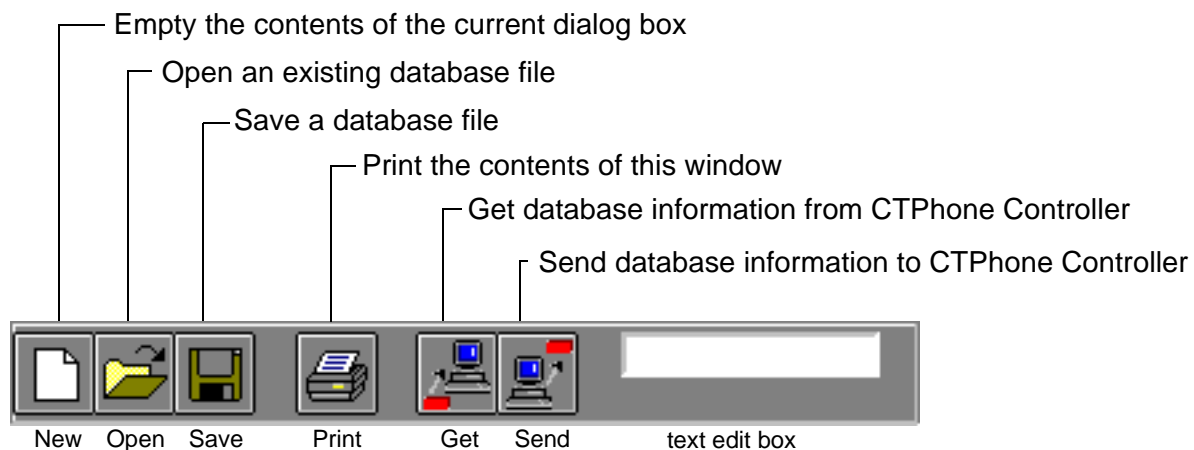 Empty the contents of the current dialog box
Open an existing database file
Save a database file
Print the contents of this window
Get database information from CTPhone Controller
Send database information to CTPhone Controller
New Open Save Print Get Send text edit box